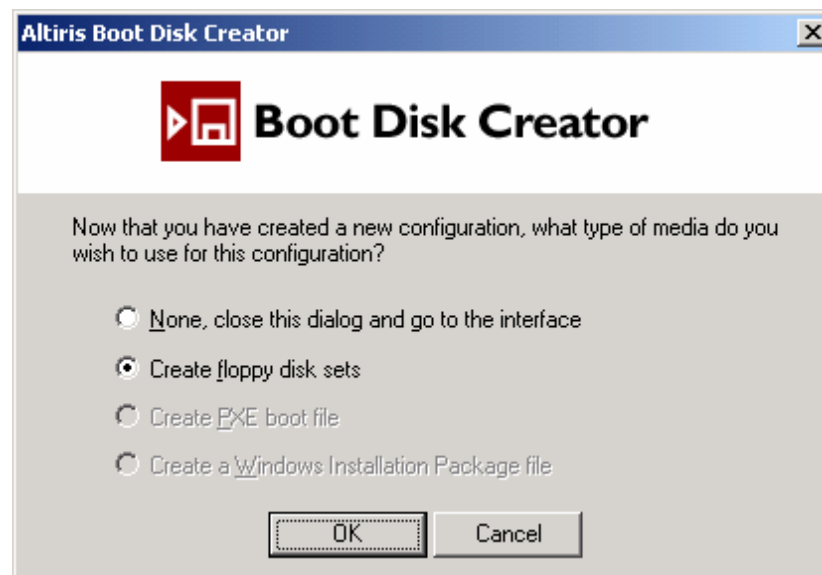 Altiris Boot Disk Creator
Boot Disk Creator
Now that you have created a new configuration, what type of media do you
wish to use for this configuration?
None, close this dialog and go to the interface
Create floppy disk sets
Create PXE boot file
Create a Windows Installation Package file
OK
Cancel